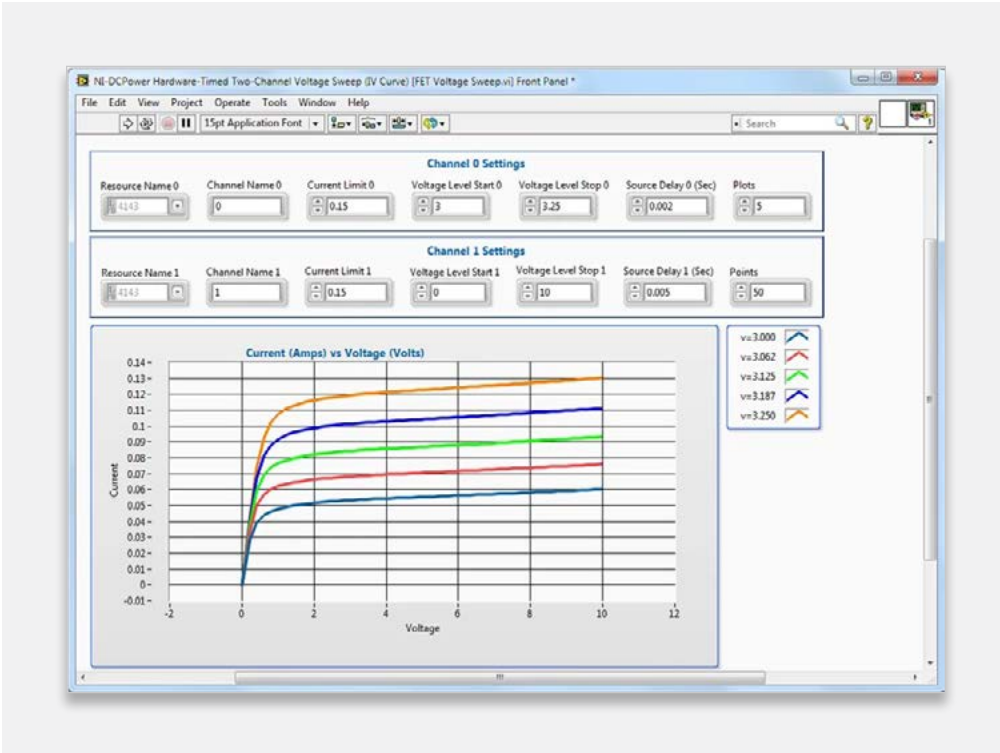 NI-DCPower Hardware-Timed Two-Channel Voltage Sweep (IV Curve) [FET Voltage Sweep.vi] Front Panel *
File Edit View Project Operate Tools Window Help
15pt Application Font
Search
?
1
Channel 0 Settings
Resource Name 0 Channel Name 0 Current Limit 0 Voltage Level Start 0 Voltage Level Stop 0 Source Delay 0 (Sec) Plots
4143 0 0.15 3 3.25 0.002 5
Channel 1 Settings
Resource Name 1 Channel Name 1 Current Limit 1 Voltage Level Start 1 Voltage Level Stop 1 Source Delay 1 (Sec) Points
4143 1 0.15 0 10 0.005 50
Current (Amps) vs Voltage (Volts)
0.14
0.13
0.12
0.11
0.1
0.09
0.08
0.07
0.06
0.05
0.04
0.03
0.02
0.01
0
-0.01
Current
-2 0 2 4 6 8 10 12
Voltage
v=3.000
v=3.062
v=3.125
v=3.187
v=3.250